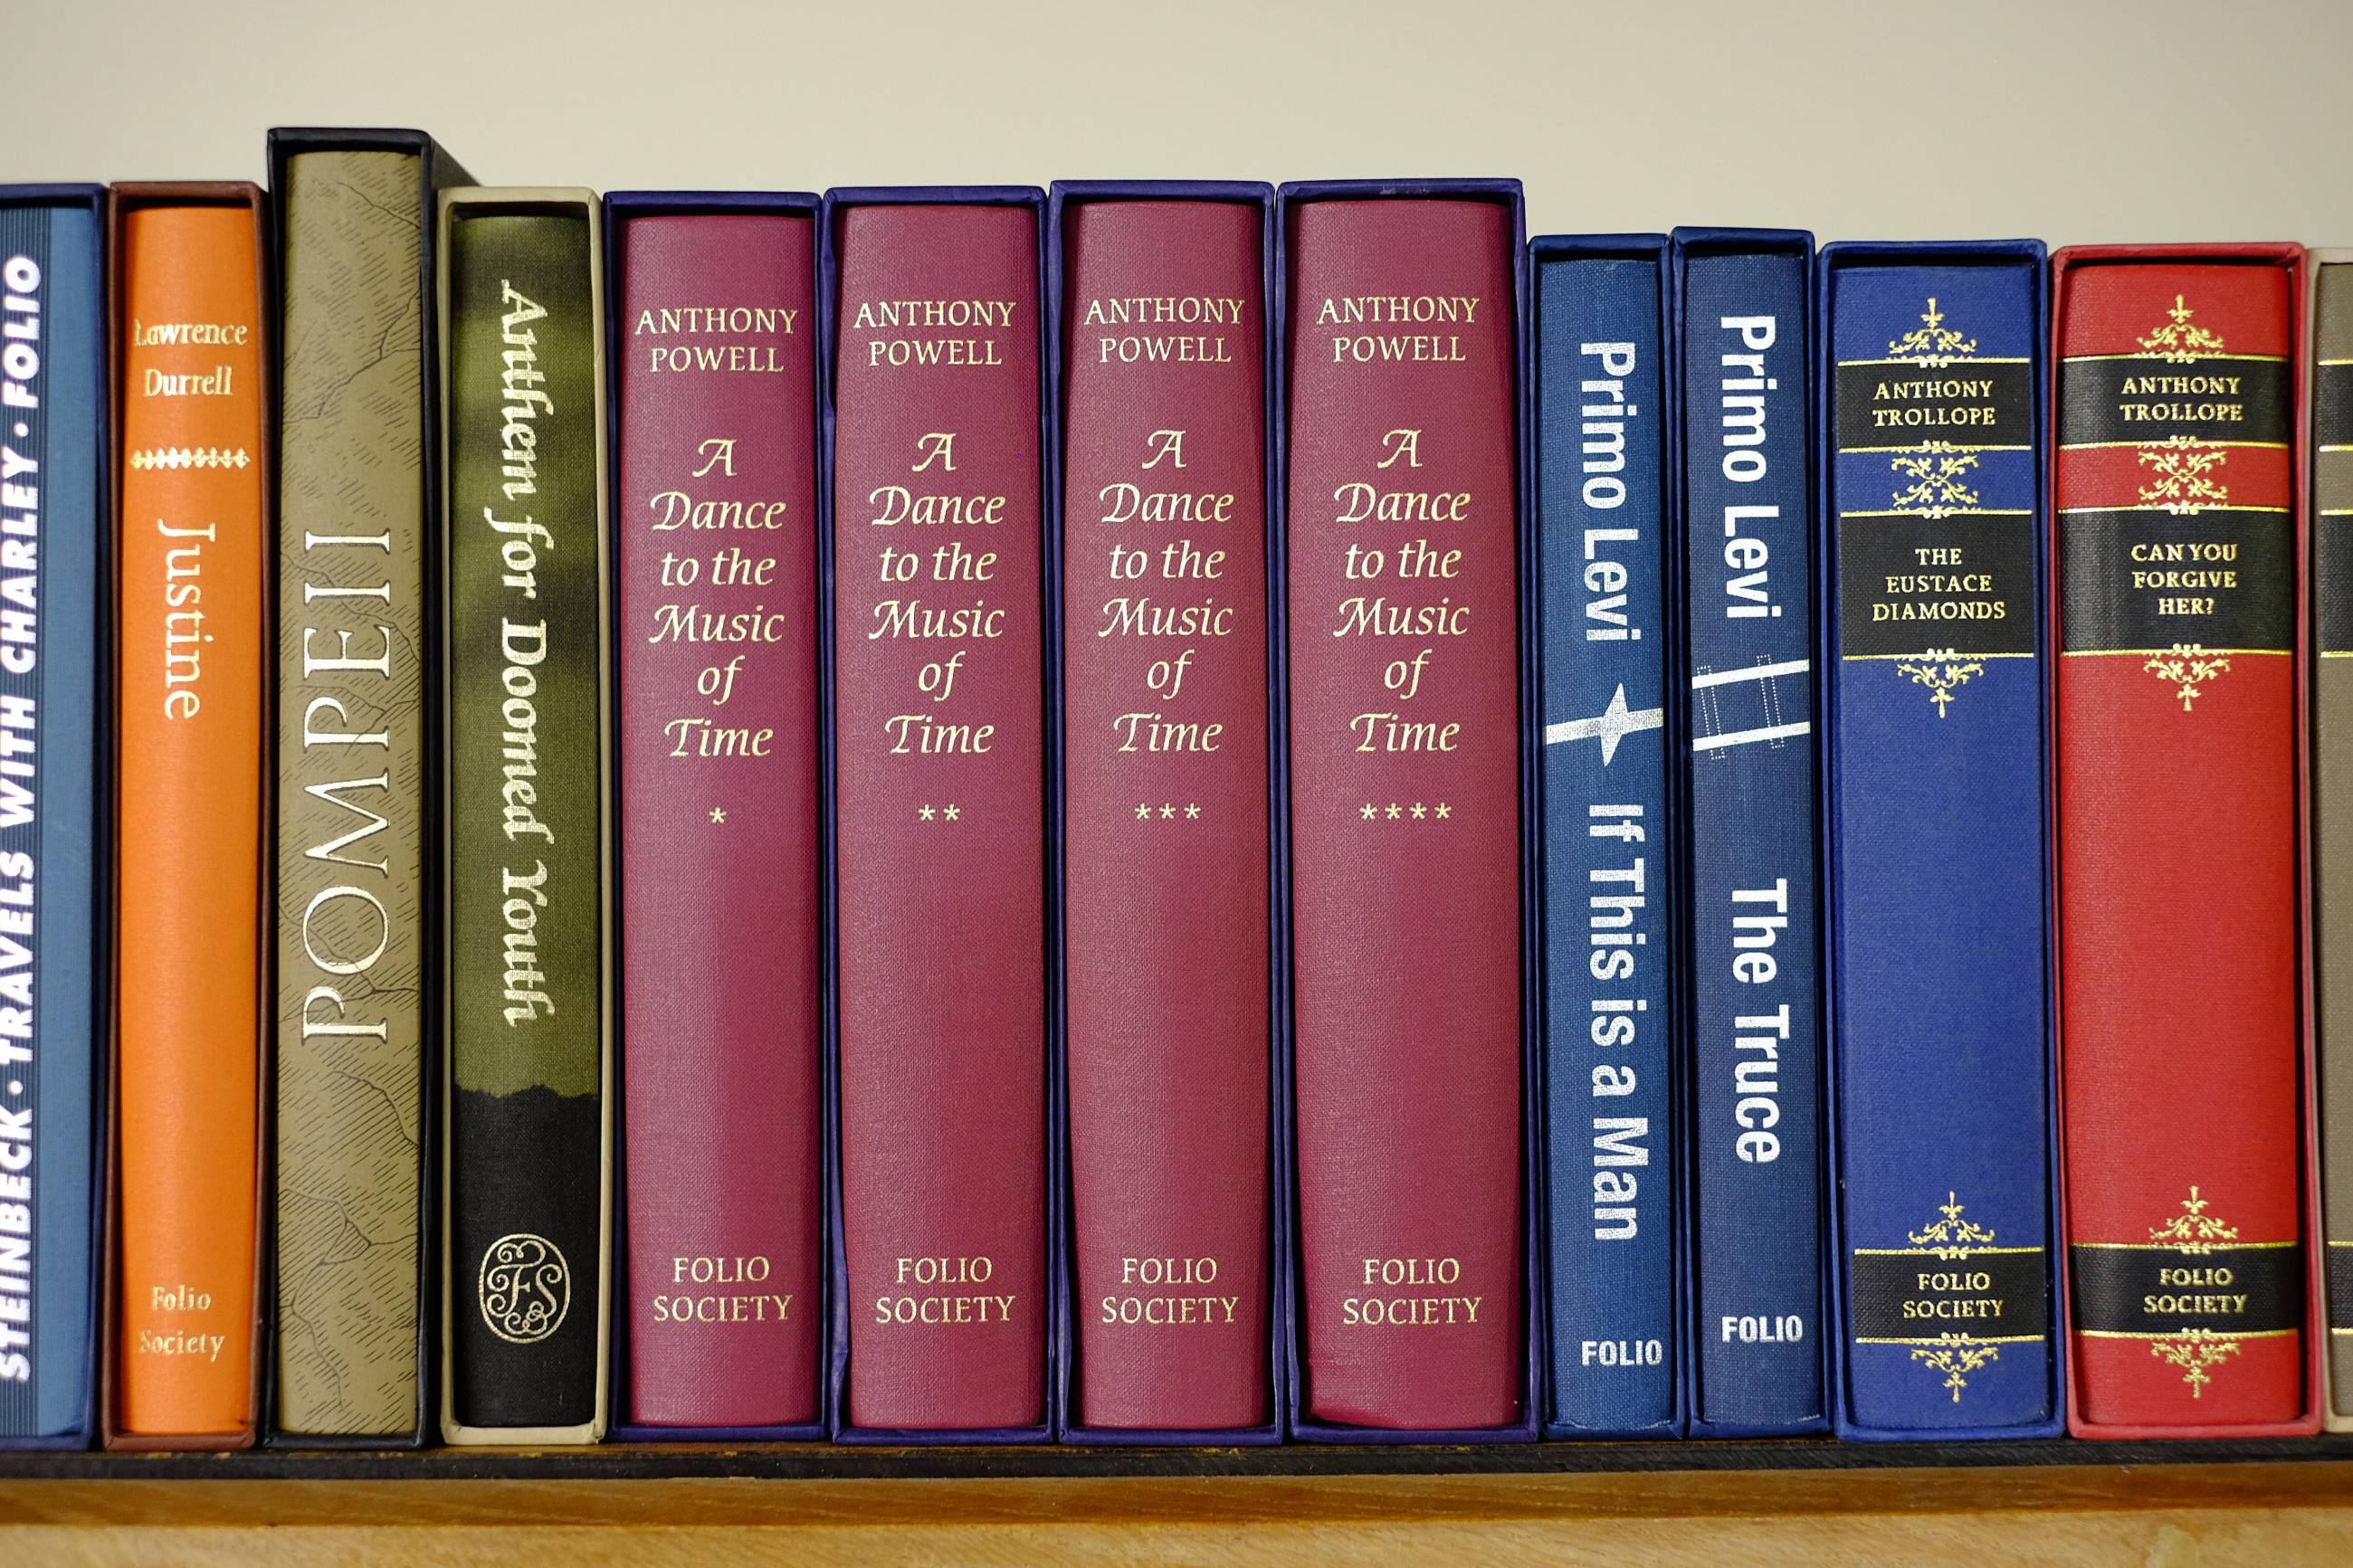 STEINBECK · TRAVELS WITH CHARLEY · FOLIO
Lawrence
Durrell
Justine
Folio
Society
POMPEII
Anthem for Doomed Youth
FS
ANTHONY
POWELL
A
Dance
to the
Music
of
Time
*
FOLIO
SOCIETY
ANTHONY
POWELL
A
Dance
to the
Music
of
Time
**
FOLIO
SOCIETY
ANTHONY
POWELL
A
Dance
to the
Music
of
Time
***
FOLIO
SOCIETY
ANTHONY
POWELL
A
Dance
to the
Music
of
Time
****
FOLIO
SOCIETY
Primo Levi If This is a Man
FOLIO
Primo Levi The Truce
FOLIO
ANTHONY
TROLLOPE
THE
EUSTACE
DIAMONDS
FOLIO
SOCIETY
ANTHONY
TROLLOPE
CAN YOU
FORGIVE
HER?
FOLIO
SOCIETY